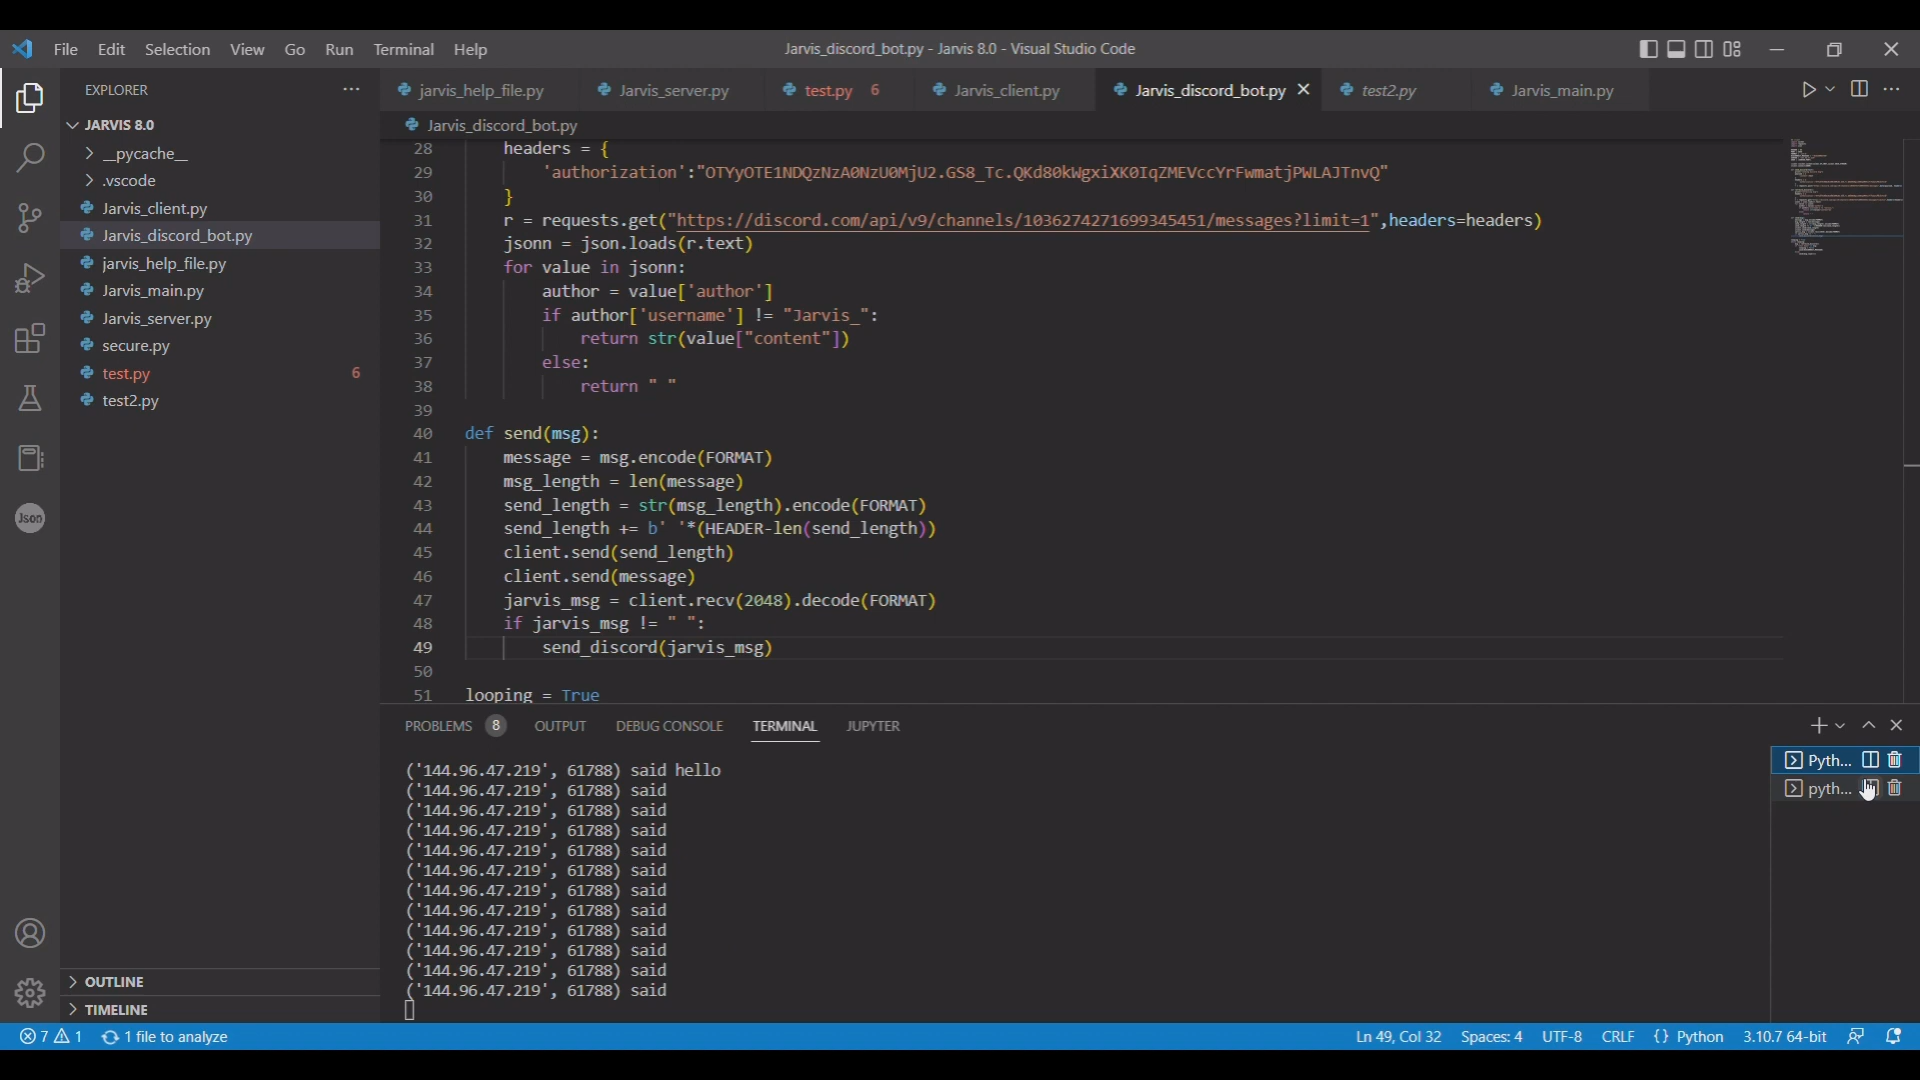 File Edit Selection View Go Run Terminal Help
Jarvis_discord_bot.py - Jarvis 8.0 - Visual Studio Code
EXPLORER
JARVIS 8.0
__pycache__
.vscode
Jarvis_client.py
Jarvis_discord_bot.py
jarvis_help_file.py
Jarvis_main.py
Jarvis_server.py
secure.py
test.py 6
test2.py
OUTLINE
TIMELINE
Json
jarvis_help_file.py Jarvis_server.py test.py 6 Jarvis_client.py Jarvis_discord_bot.py test2.py Jarvis_main.py
Jarvis_discord_bot.py
28 headers = {
29 'authorization':"OTYyOTE1NDQzNzA0NzU0MjU2.GS8_Tc.QKd80kWgxiXK0IqZMEVccYrFwmatjPWLAJTnvQ"
30 }
31 r = requests.get("https://discord.com/api/v9/channels/1036274271699345451/messages?limit=1",headers=headers)
32 jsonn = json.loads(r.text)
33 for value in jsonn:
34 author = value['author']
35 if author['username'] != "Jarvis_":
36 return str(value["content"])
37 else:
38 return " "
39
40 def send(msg):
41 message = msg.encode(FORMAT)
42 msg_length = len(message)
43 send_length = str(msg_length).encode(FORMAT)
44 send_length += b' '*(HEADER-len(send_length))
45 client.send(send_length)
46 client.send(message)
47 jarvis_msg = client.recv(2048).decode(FORMAT)
48 if jarvis_msg != " ":
49 send_discord(jarvis_msg)
50
51 looping = True
PROBLEMS 8 OUTPUT DEBUG CONSOLE TERMINAL JUPYTER
('144.96.47.219', 61788) said hello
('144.96.47.219', 61788) said
('144.96.47.219', 61788) said
('144.96.47.219', 61788) said
('144.96.47.219', 61788) said
('144.96.47.219', 61788) said
('144.96.47.219', 61788) said
('144.96.47.219', 61788) said
('144.96.47.219', 61788) said
('144.96.47.219', 61788) said
('144.96.47.219', 61788) said
('144.96.47.219', 61788) said
Pyth...
pyth...
7 1 1 file to analyze
Ln 49, Col 32 Spaces: 4 UTF-8 CRLF {} Python 3.10.7 64-bit